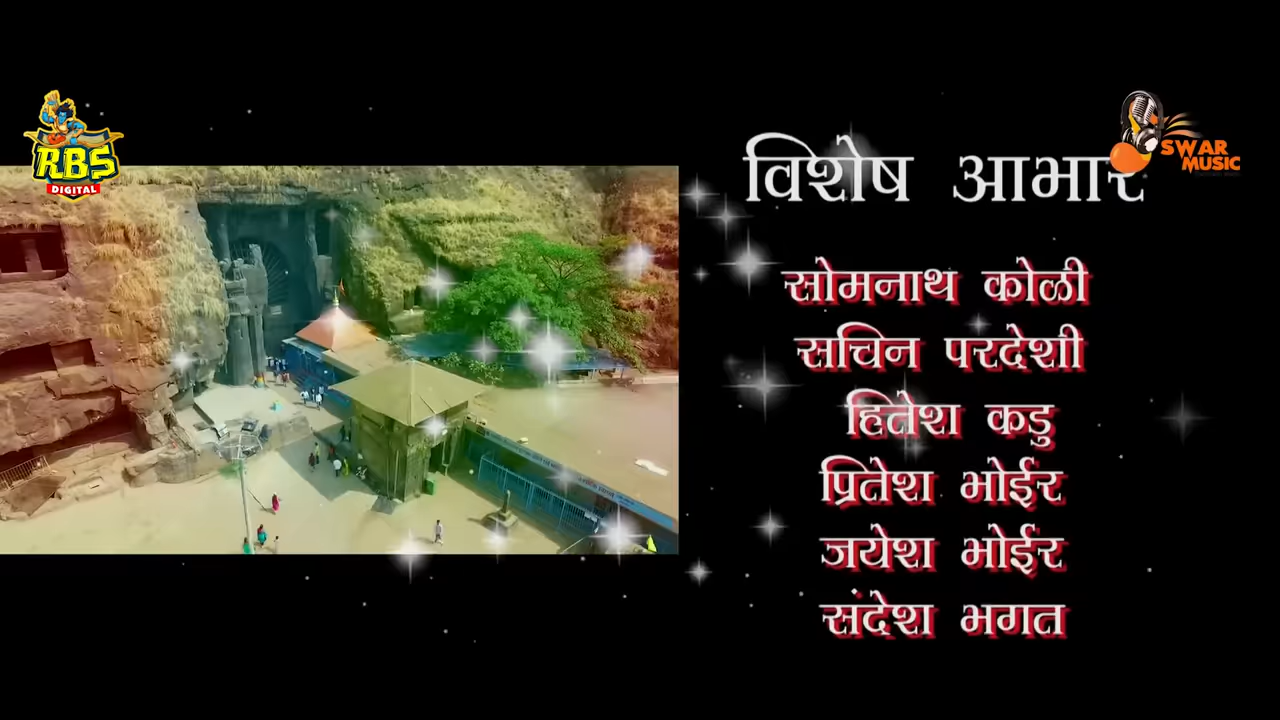 RBS
DIGITAL
SWAR
MUSIC
विशेष आभार
सोमनाथ कोळी
सचिन परदेशी
हितेश कडु
प्रितेश भोईर
जयेश भोईर
संदेश भगत